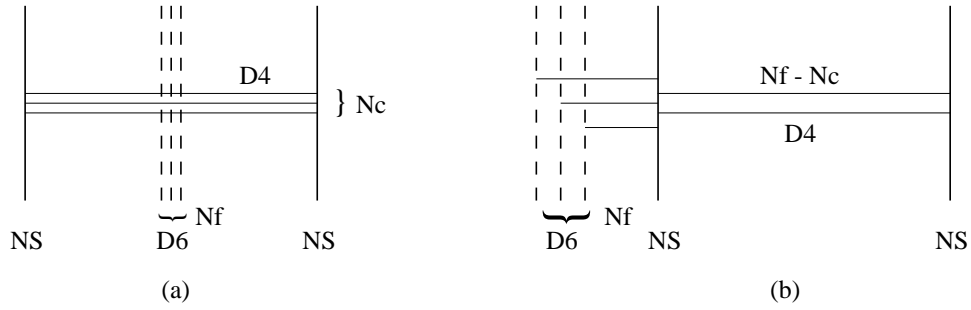 D4
} Nc
Nf
NS D6 NS
(a)
Nf - Nc
D4
Nf
D6 NS NS
(b)